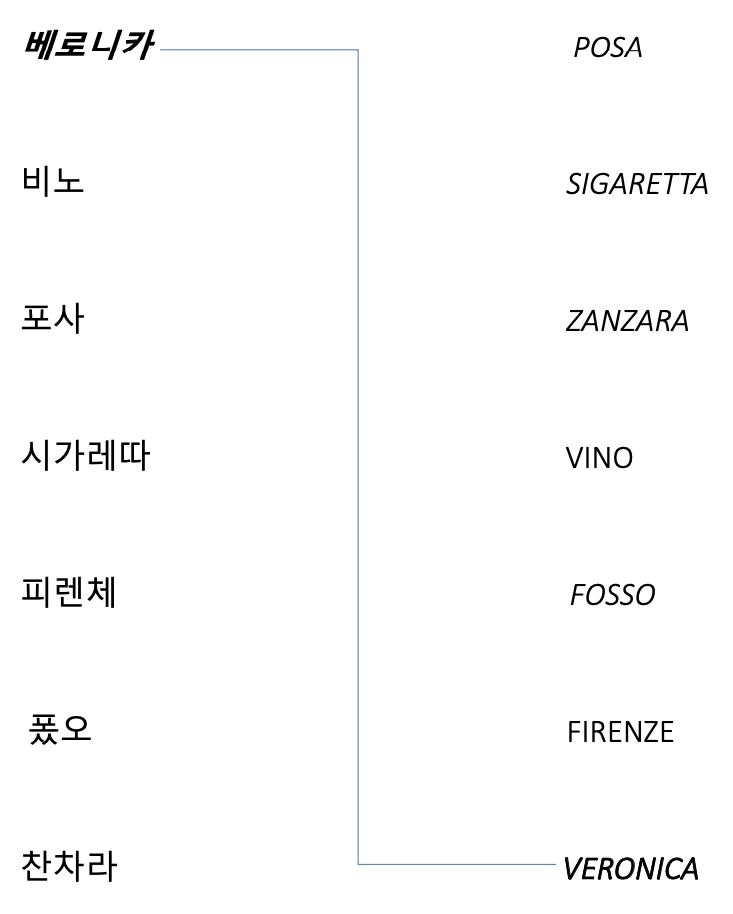 베로니카 POSA
비노 SIGARETTA
포사 ZANZARA
시가레따 VINO
피렌체 FOSSO
폾오 FIRENZE
찬차라 VERONICA